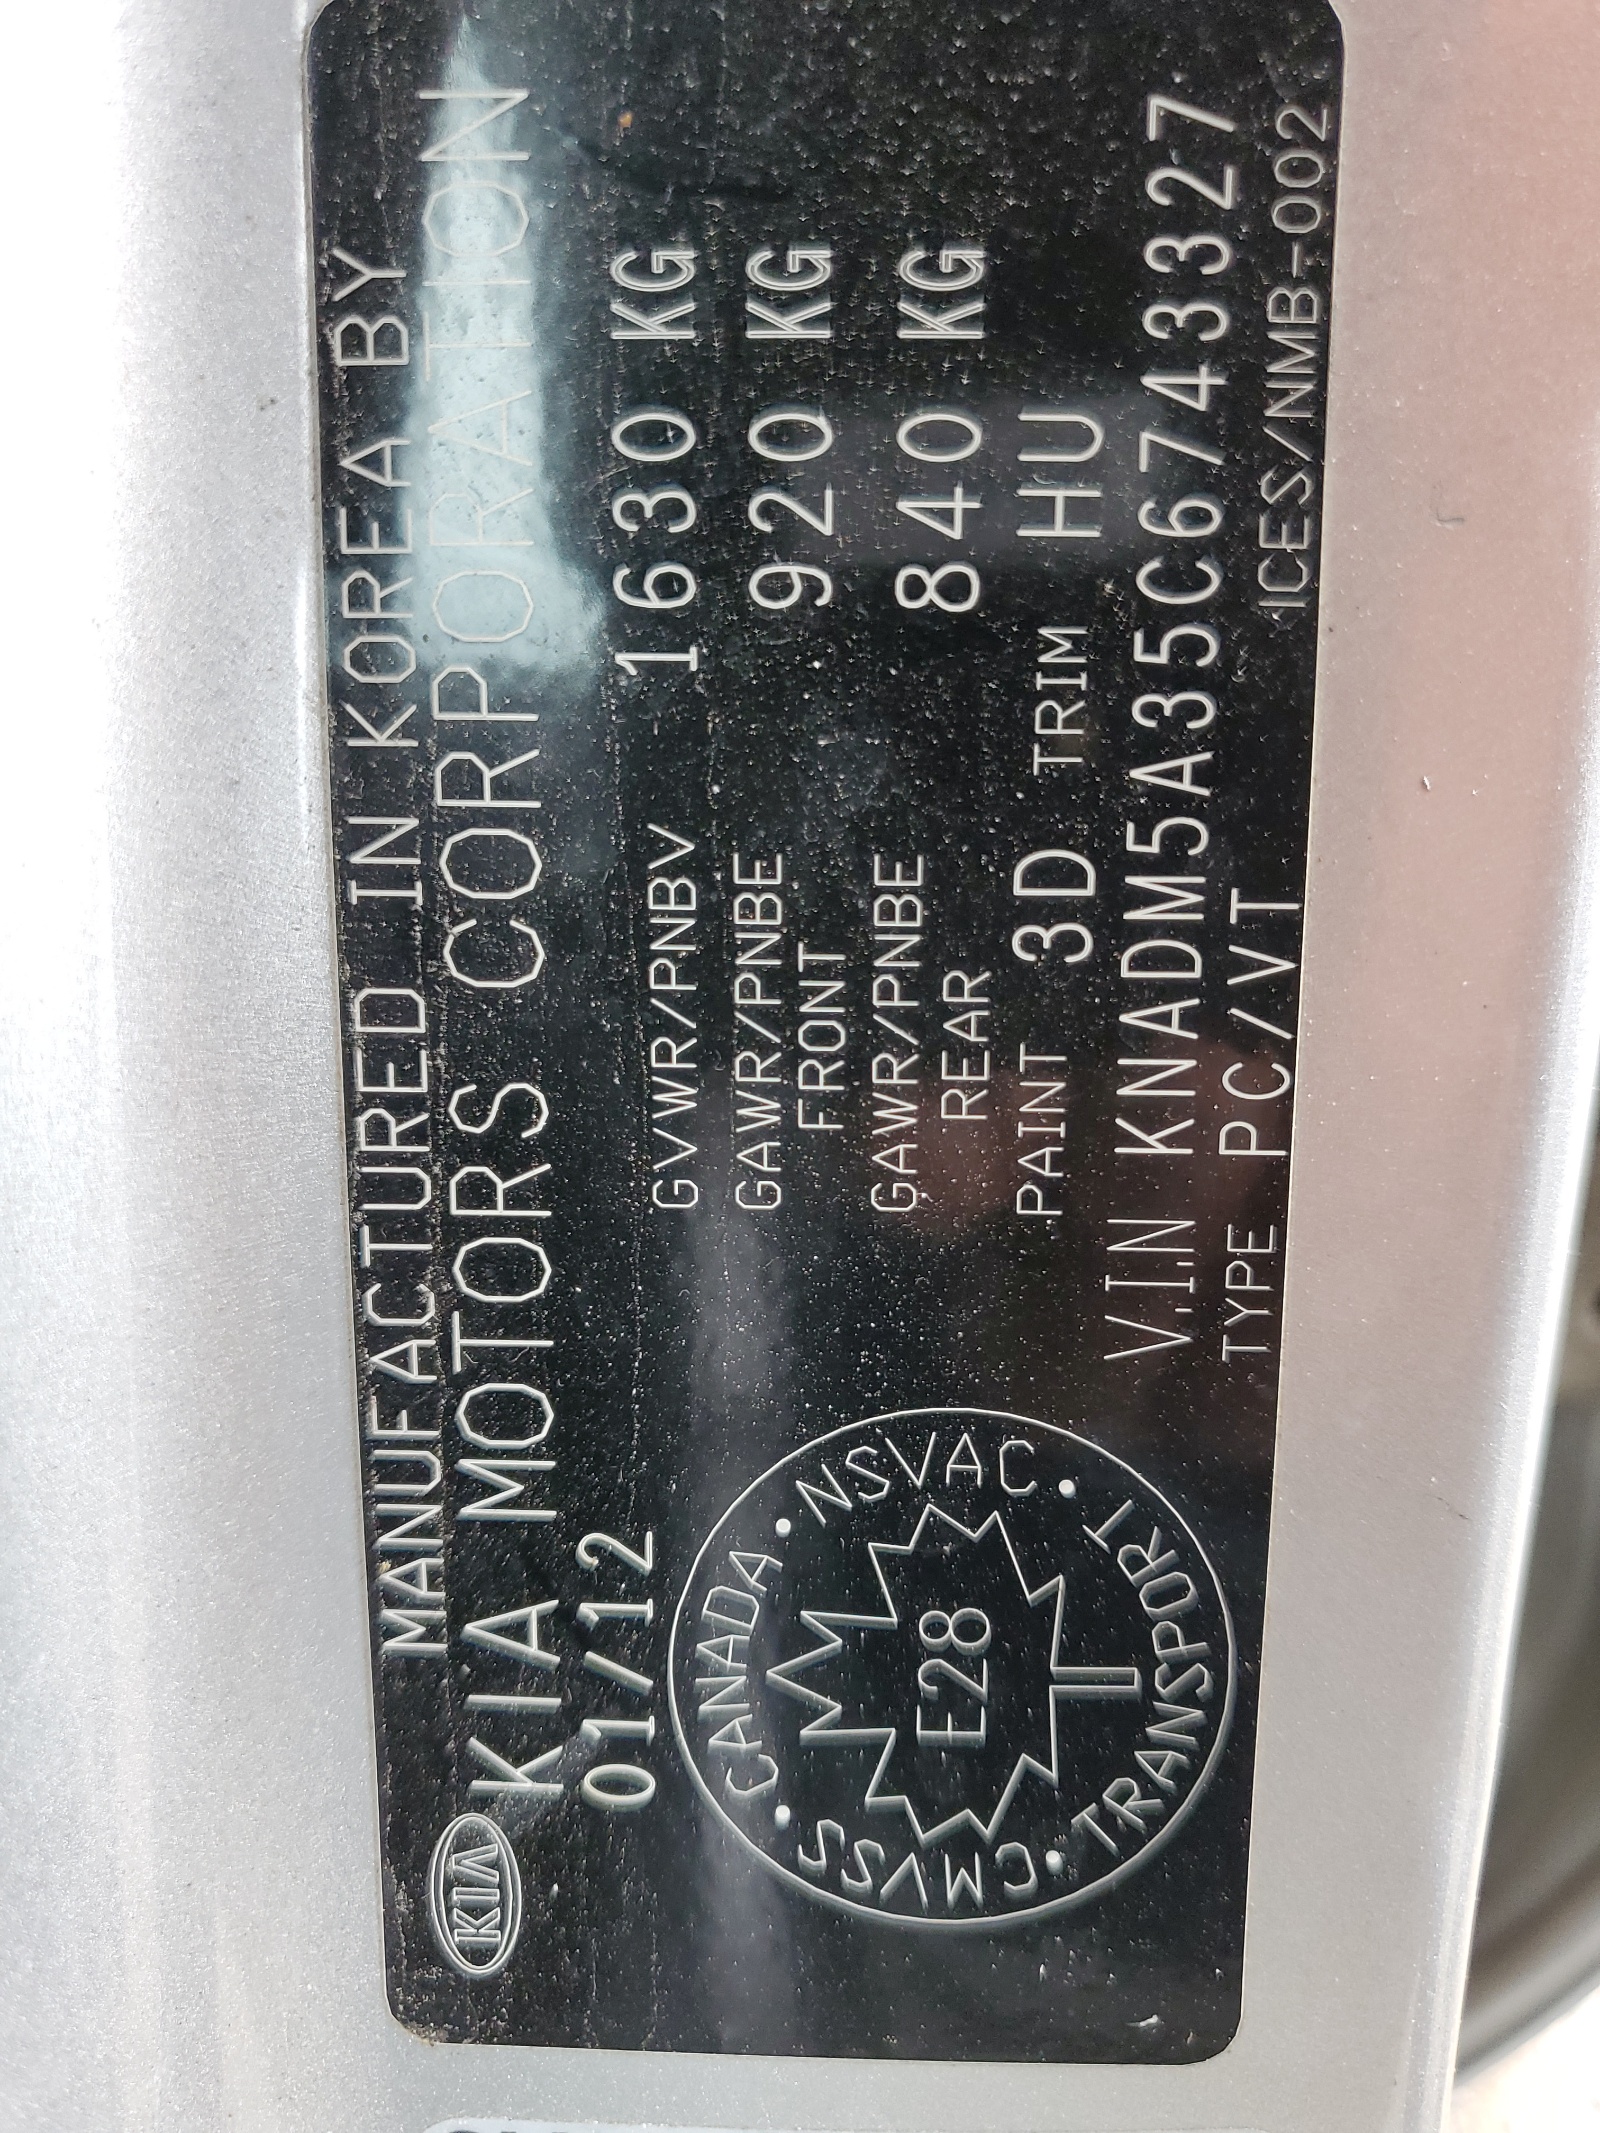 MANUFACTURED IN KOREA BY
KIA KIA MOTORS CORPORATION
01/12
GVWR/PNBV 1630 KG
GAWR/PNBE FRONT 920 KG
GAWR/PNBE REAR 840 KG
PAINT 3D TRIM HU
V.I.N KNADM5A35C6743327
TYPE PC/VT
ICES/NMB-002
CANADA • NSVAC • TRANSPORT • CMVSS •
E28